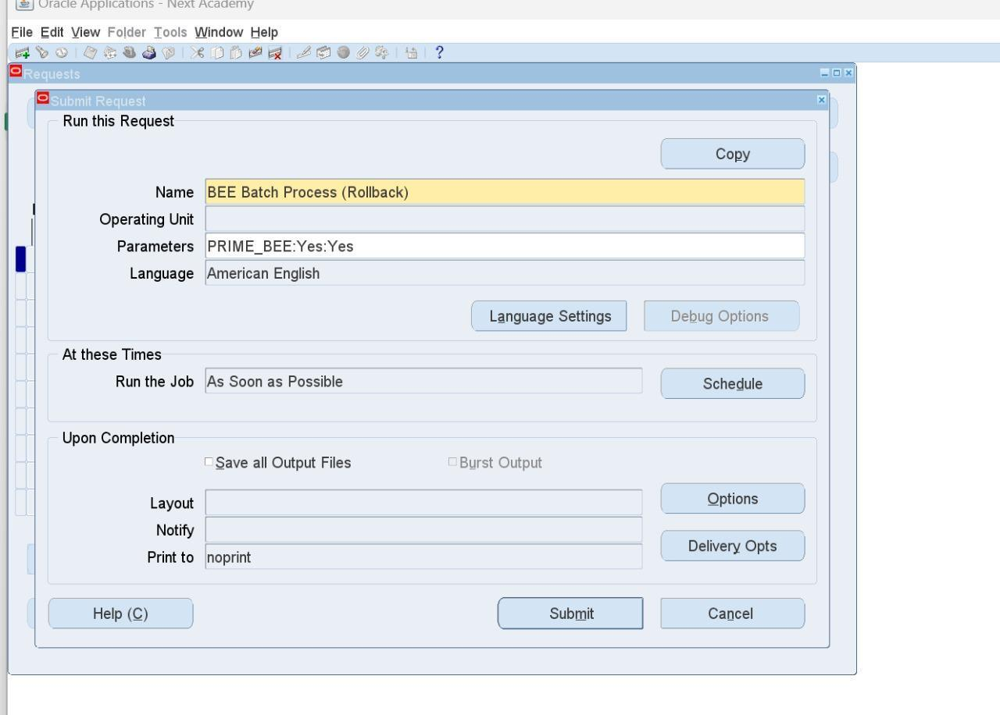 Oracle Applications - Next Academy
File Edit View Folder Tools Window Help
Requests
Submit Request
Run this Request
Copy
Name BEE Batch Process (Rollback)
Operating Unit
Parameters PRIME_BEE:Yes:Yes
Language American English
Language Settings Debug Options
At these Times
Run the Job As Soon as Possible Schedule
Upon Completion
Save all Output Files Burst Output
Layout Options
Notify
Delivery Opts
Print to noprint
Help (C) Submit Cancel